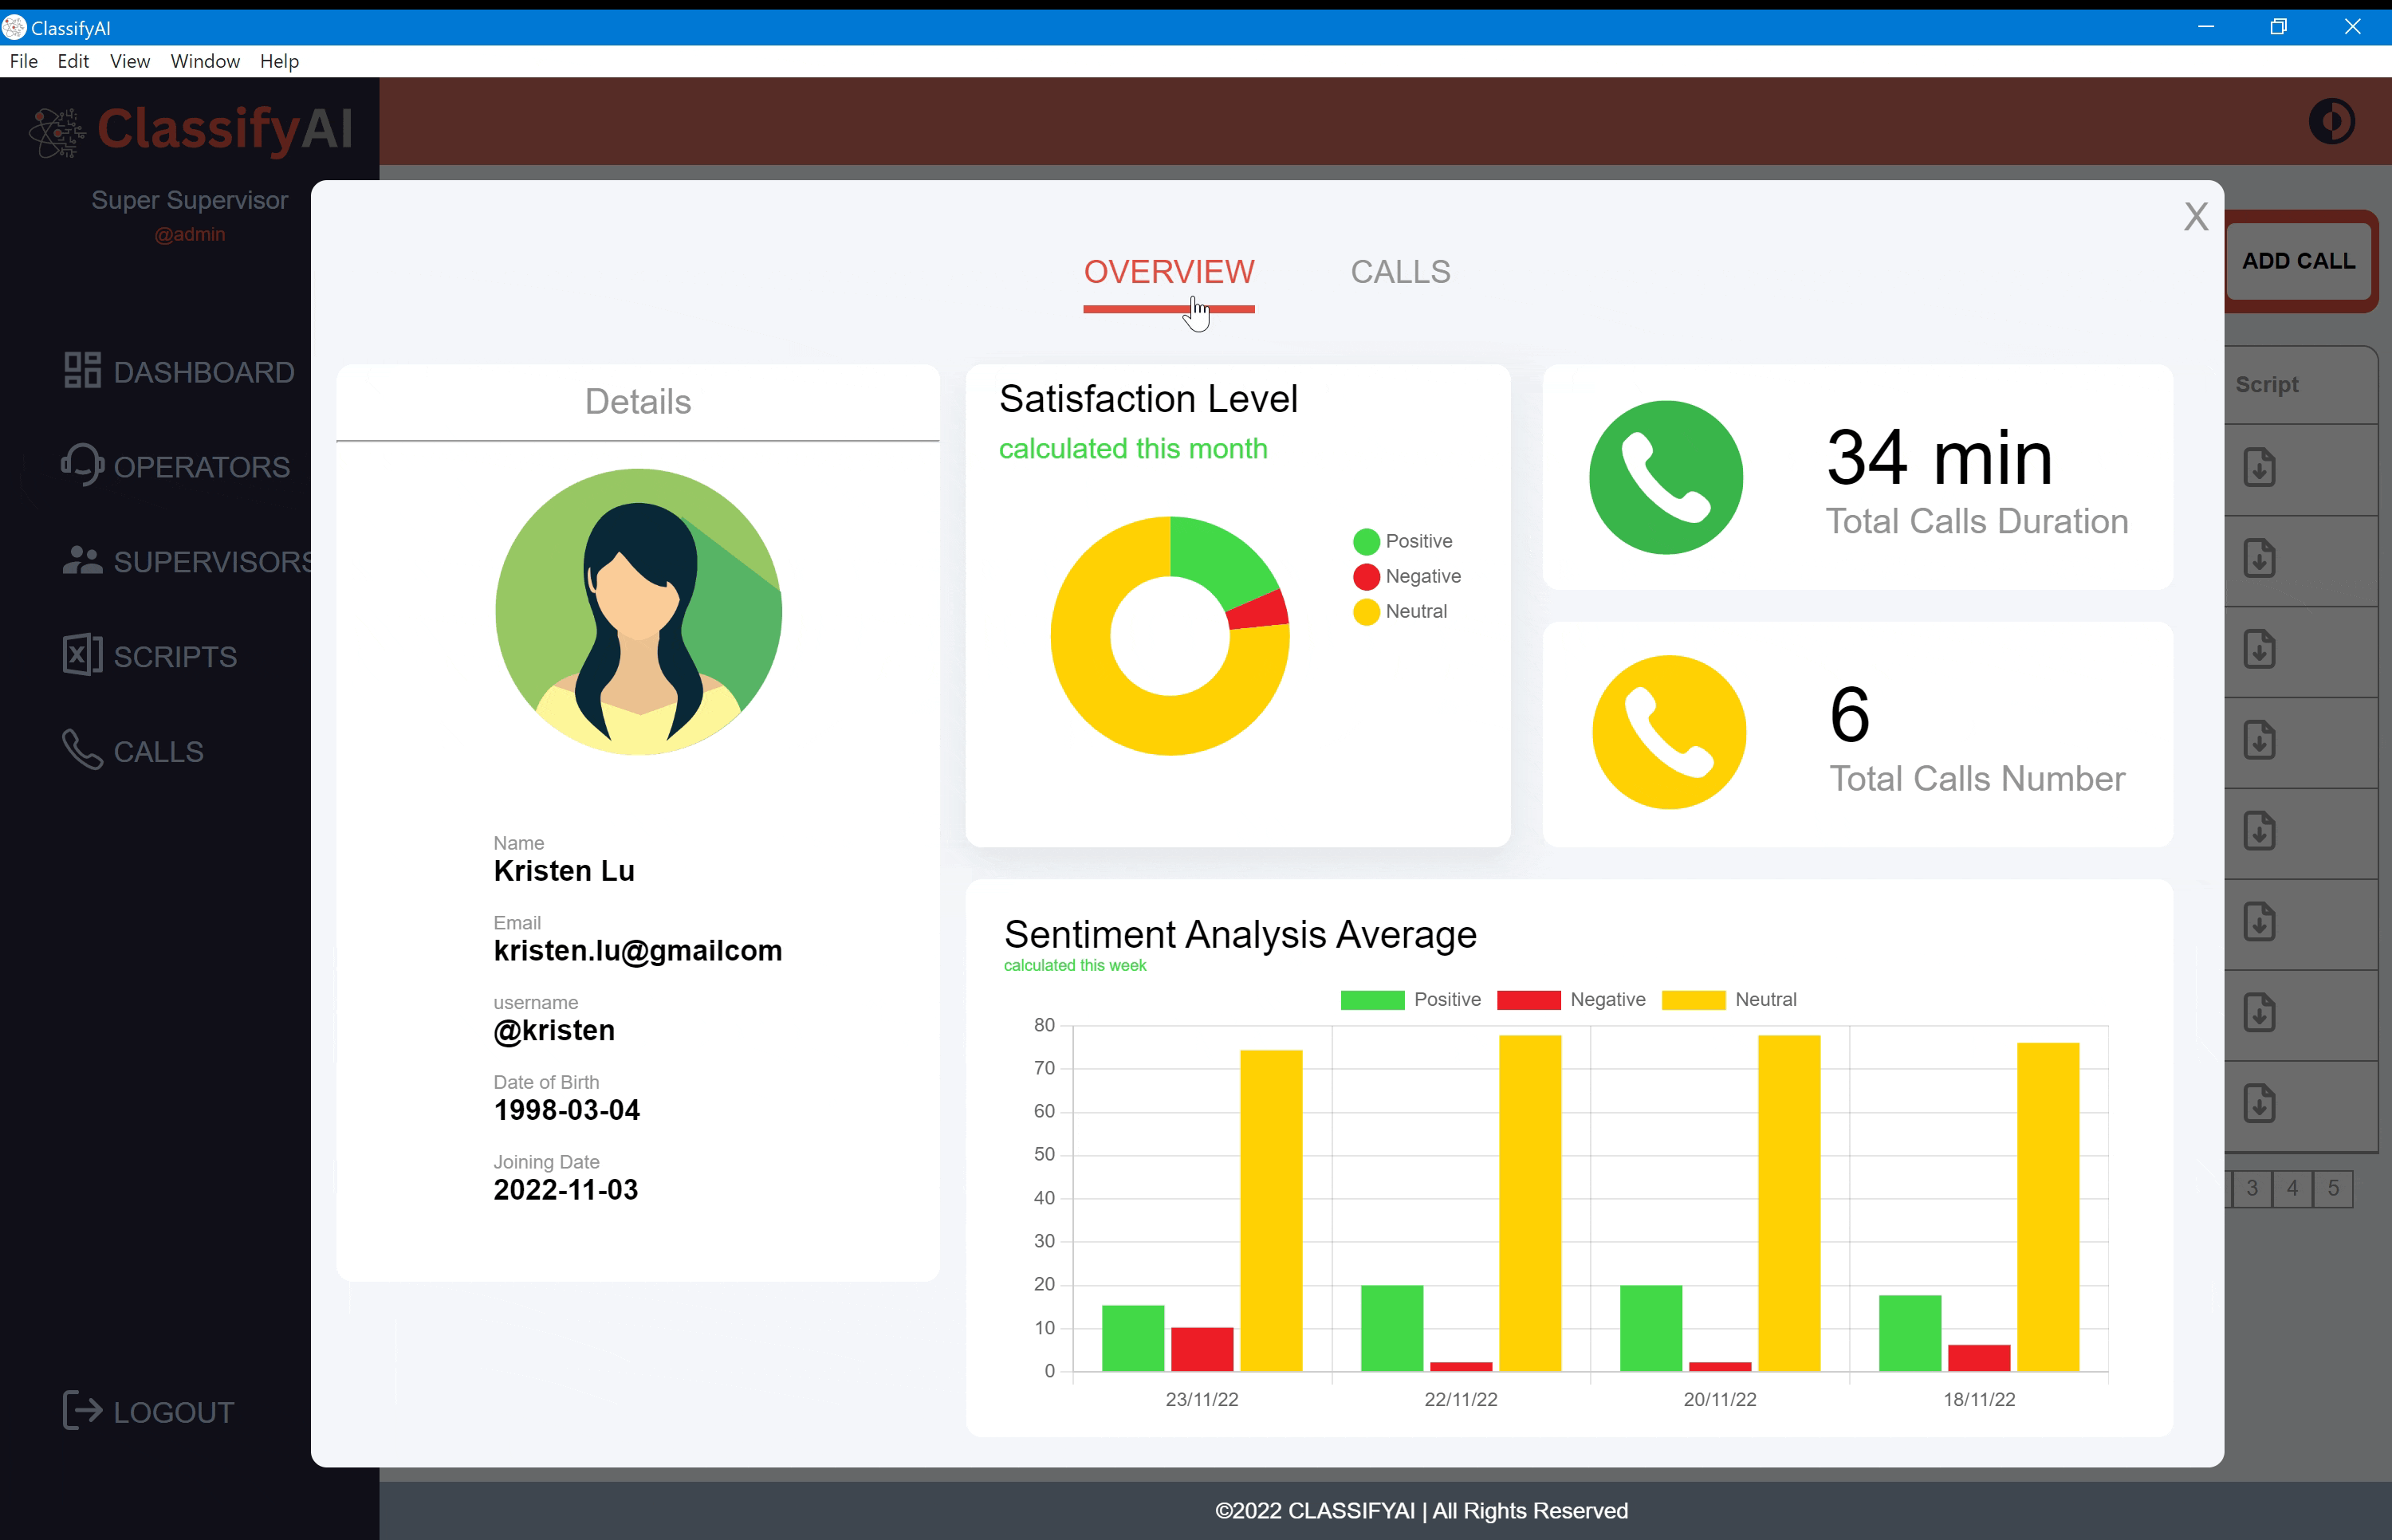 ClassifyAI
File Edit View Window Help
ClassifyAI
Super Supervisor
@admin
DASHBOARD
OPERATORS
SUPERVISORS
SCRIPTS
CALLS
LOGOUT
X
OVERVIEW CALLS
ADD CALL
Script
3 4 5
Details
Name
Kristen Lu
Email
kristen.lu@gmailcom
username
@kristen
Date of Birth
1998-03-04
Joining Date
2022-11-03
Satisfaction Level
calculated this month
Positive
Negative
Neutral
34 min
Total Calls Duration
6
Total Calls Number
Sentiment Analysis Average
calculated this week
Positive Negative Neutral
80
70
60
50
40
30
20
10
0
23/11/22 22/11/22 20/11/22 18/11/22
©2022 CLASSIFYAI | All Rights Reserved